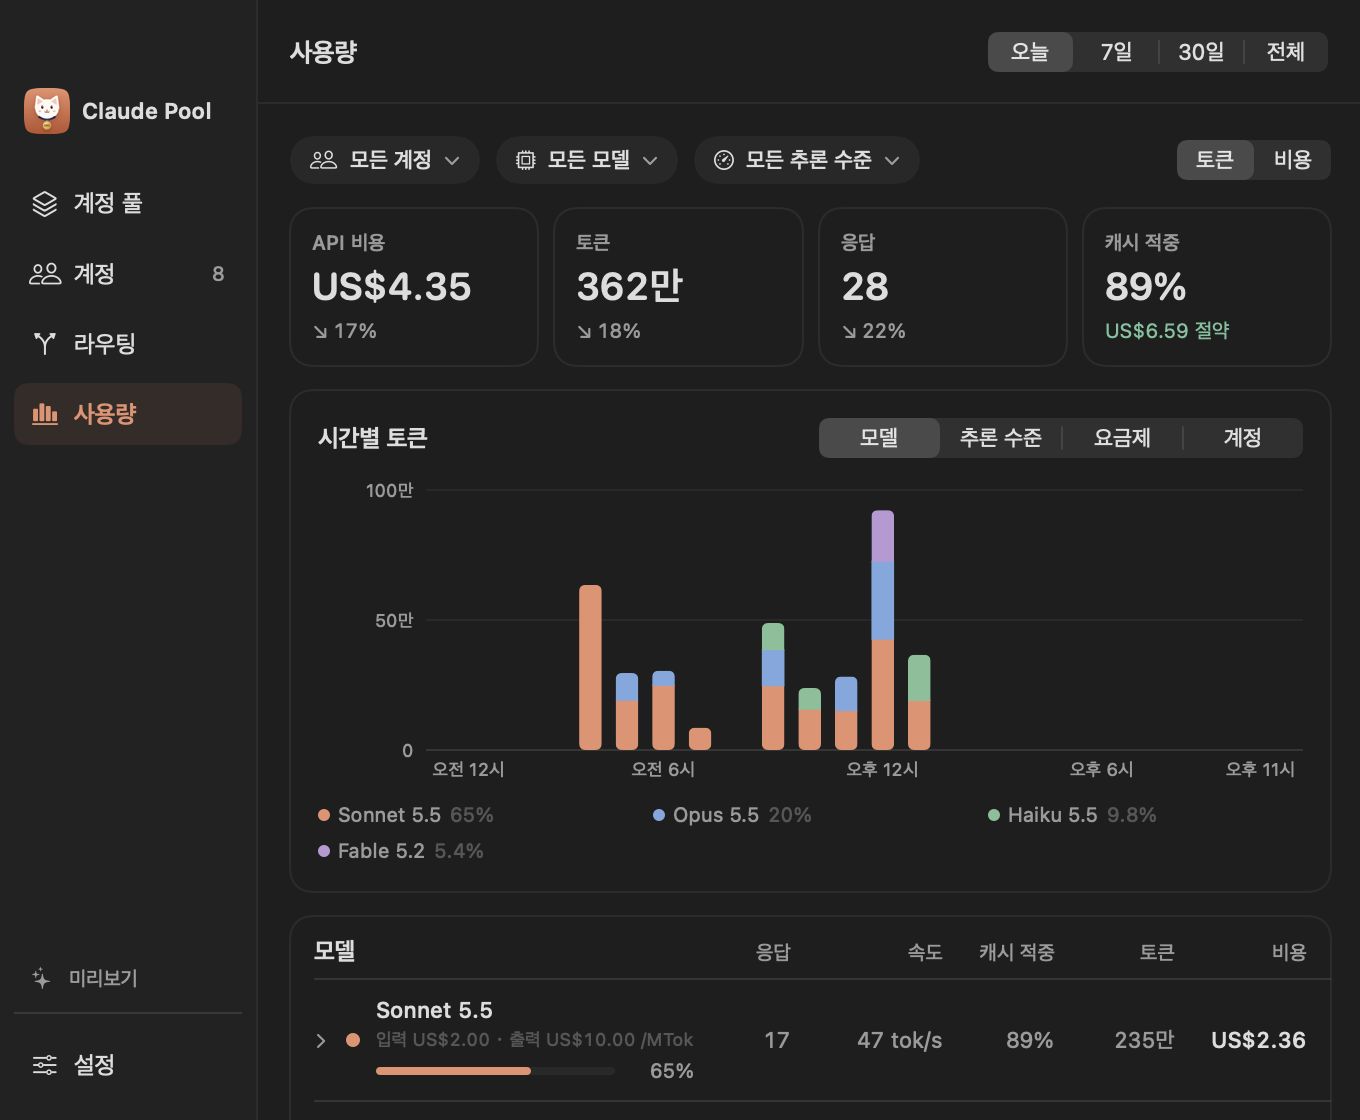 사용량
오늘
7일
30일
전체
Claude Pool
계정 풀
계정
8
라우팅
사용량
미리보기
설정
모든 계정
모든 모델
모든 추론 수준
토큰
비용
API 비용
US$4.35
17%
토큰
362만
18%
응답
28
22%
캐시 적중
89%
US$6.59 절약
시간별 토큰
모델
추론 수준
요금제
계정
100만
50만
0
오전 12시
오전 6시
오후 12시
오후 6시
오후 11시
Sonnet 5.5 65%
Opus 5.5 20%
Haiku 5.5 9.8%
Fable 5.2 5.4%
모델
응답
속도
캐시 적중
토큰
비용
Sonnet 5.5
입력 US$2.00 · 출력 US$10.00 /MTok
65%
17
47 tok/s
89%
235만
US$2.36